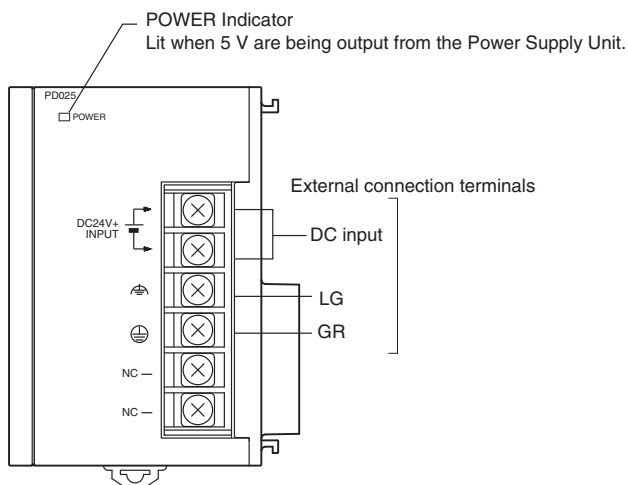 POWER Indicator
Lit when 5 V are being output from the Power Supply Unit.
PD025
POWER
External connection terminals
DC24V+
INPUT
DC input
LG
GR
NC
NC